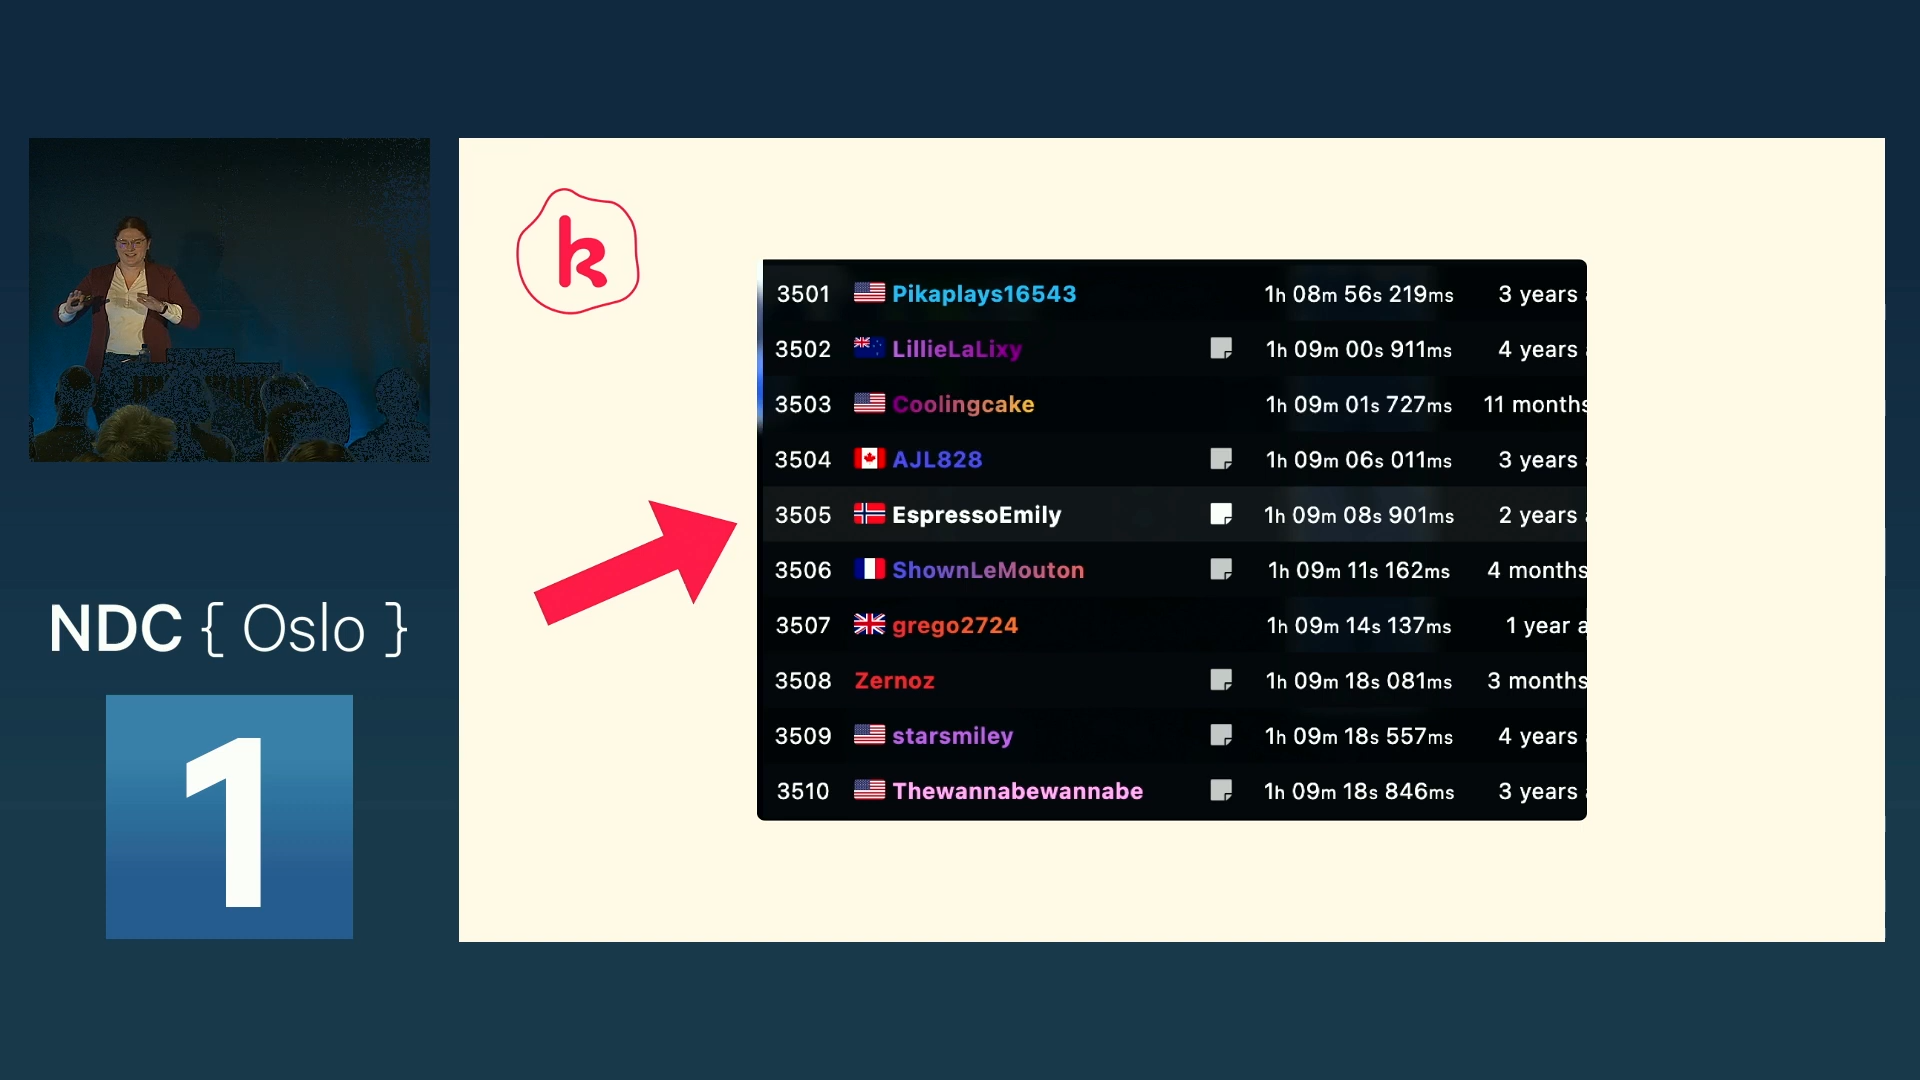 k
3501 Pikaplays16543 1h 08m 56s 219ms 3 years
3502 LillieLaLixy 1h 09m 00s 911ms 4 years
3503 Coolingcake 1h 09m 01s 727ms 11 months
3504 AJL828 1h 09m 06s 011ms 3 years
3505 EspressoEmily 1h 09m 08s 901ms 2 years
3506 ShownLeMouton 1h 09m 11s 162ms 4 months
3507 grego2724 1h 09m 14s 137ms 1 year a
3508 Zernoz 1h 09m 18s 081ms 3 months
3509 starsmiley 1h 09m 18s 557ms 4 years
3510 Thewannabewannabe 1h 09m 18s 846ms 3 years
NDC { Oslo }
1